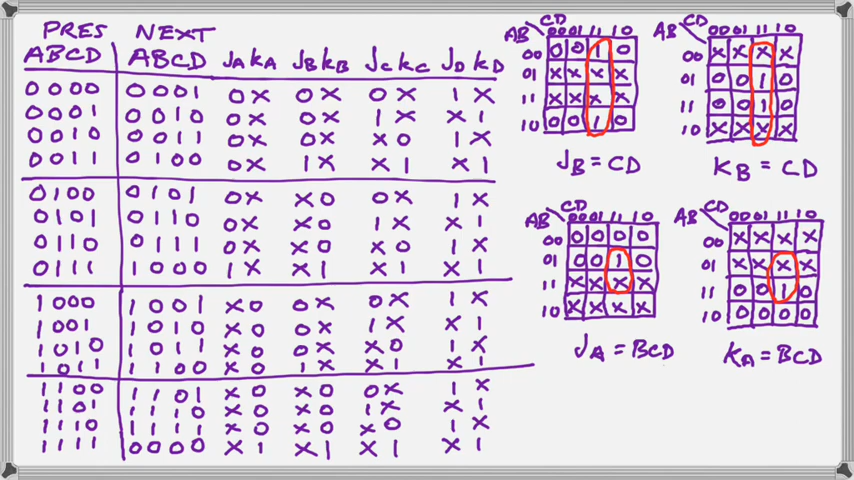 PRES NEXT
ABCD ABCD JA KA JB KB JC KC JD KD
0000 0001 0X 0X 0X 1X
0001 0010 0X 0X 1X X1
0010 0011 0X 0X X0 1X
0011 0100 0X 1X X1 X1
0100 0101 0X X0 0X 1X
0101 0110 0X X0 1X X1
0110 0111 0X X0 X0 1X
0111 1000 1X X1 X1 X1
1000 1001 X0 0X 0X 1X
1001 1010 X0 0X 1X X1
1010 1011 X0 0X X0 1X
1011 1100 X0 1X X1 X1
1100 1101 X0 X0 0X 1X
1101 1110 X0 X0 1X X1
1110 1111 X0 X0 X0 1X
1111 0000 X1 X1 X1 X1
AB CD 00 01 11 10
00 0 0 1 0
01 X X X X
11 X X X X
10 0 0 1 0
JB = CD
AB CD 00 01 11 10
00 X X X X
01 0 0 1 0
11 0 0 1 0
10 X X X X
KB = CD
AB CD 00 01 11 10
00 0 0 0 0
01 0 0 1 0
11 X X X X
10 X X X X
JA = BCD
AB CD 00 01 11 10
00 X X X X
01 X X X X
11 0 0 1 0
10 0 0 0 0
KA = BCD